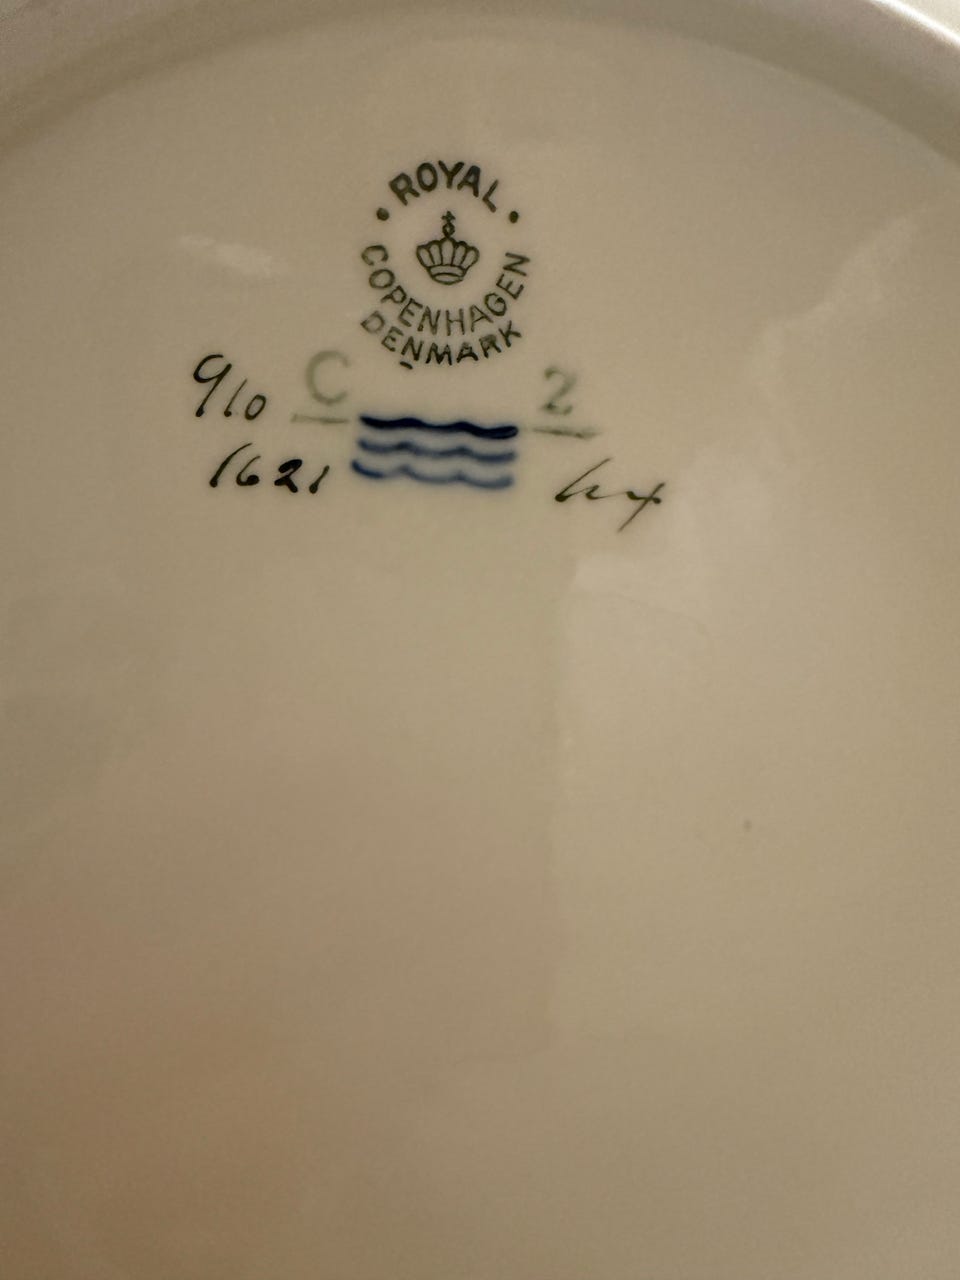 ROYAL
COPENHAGEN
DENMARK
910 C 2
1621